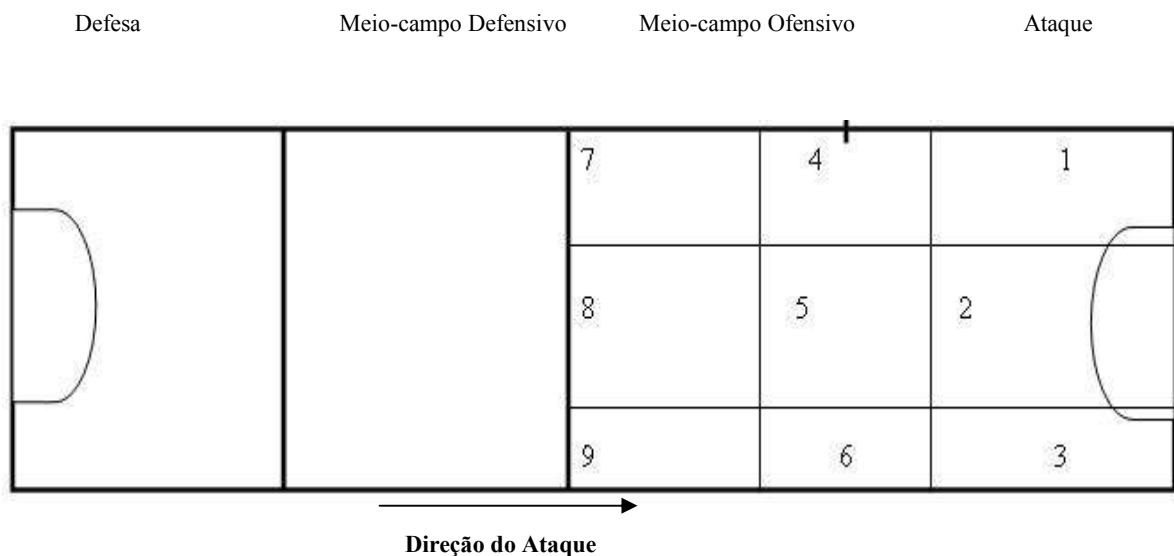 Defesa Meio-campo Defensivo Meio-campo Ofensivo Ataque
7 4 1
8 5 2
9 6 3
Direção do Ataque